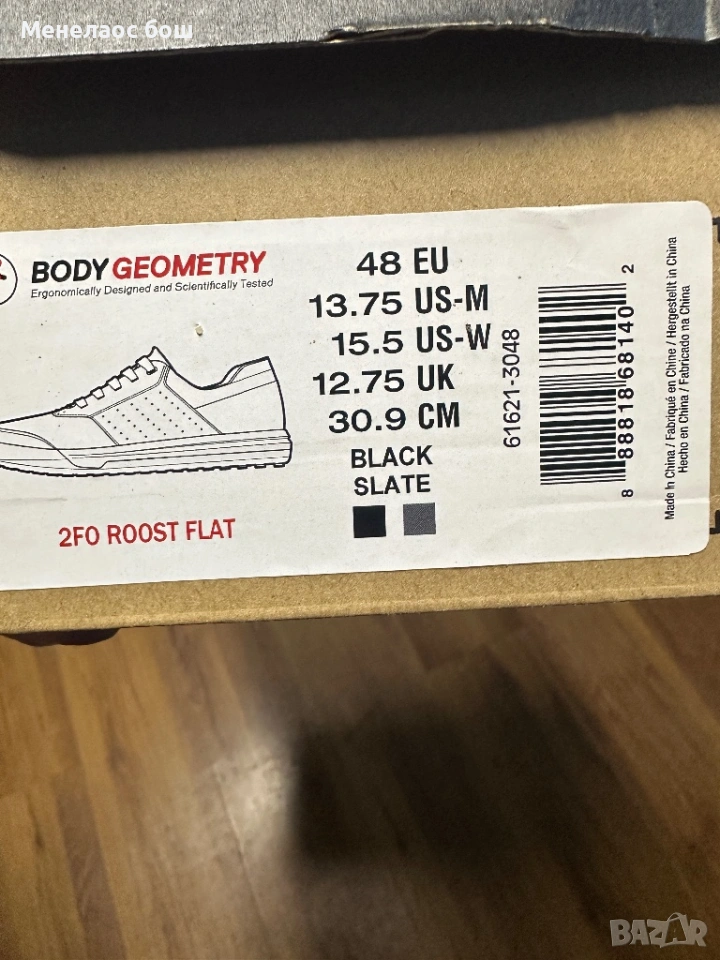 Менелаос бош
BODY GEOMETRY
Ergonomically Designed and Scientifically Tested
48 EU
13.75 US-M
15.5 US-W
12.75 UK
30.9 CM
BLACK
SLATE
2FO ROOST FLAT
61621-3048
8 88818 68140 2
Made In China / Fabriqué en Chine / Hergestellt in China
Hecho en China / Fabricado na China
BAZAR